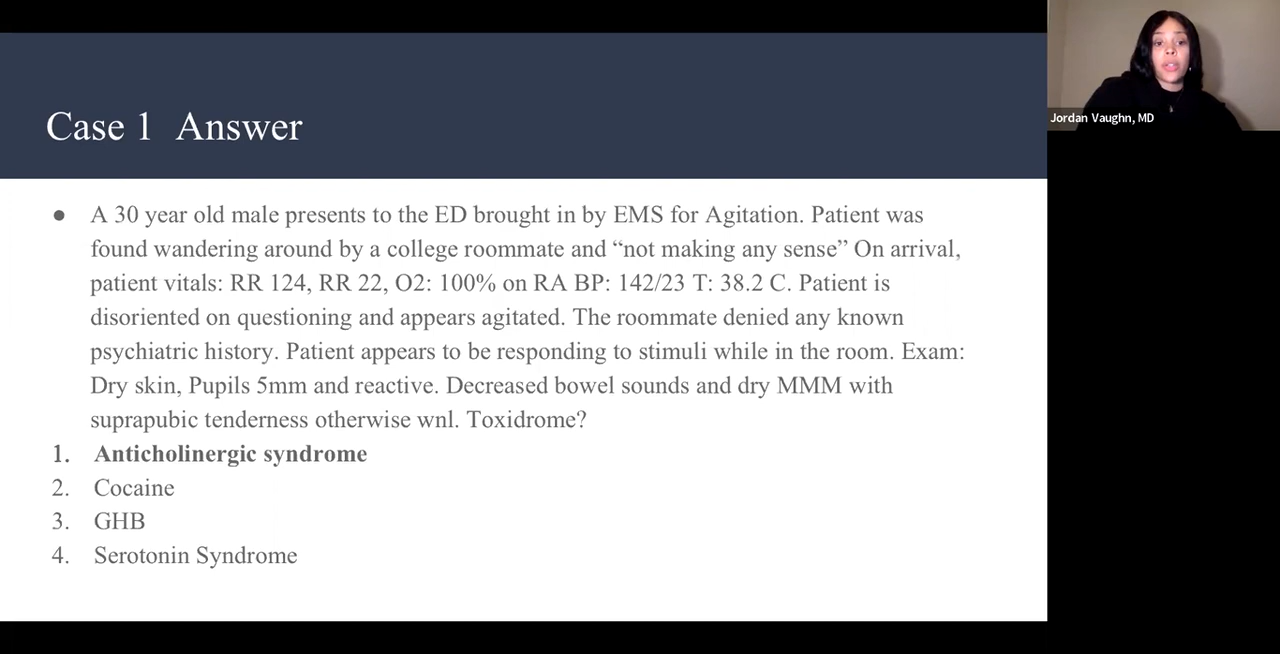 Case 1 Answer
Jordan Vaughn, MD
● A 30 year old male presents to the ED brought in by EMS for Agitation. Patient was
found wandering around by a college roommate and “not making any sense” On arrival,
patient vitals: RR 124, RR 22, O2: 100% on RA BP: 142/23 T: 38.2 C. Patient is
disoriented on questioning and appears agitated. The roommate denied any known
psychiatric history. Patient appears to be responding to stimuli while in the room. Exam:
Dry skin, Pupils 5mm and reactive. Decreased bowel sounds and dry MMM with
suprapubic tenderness otherwise wnl. Toxidrome?
1. Anticholinergic syndrome
2. Cocaine
3. GHB
4. Serotonin Syndrome